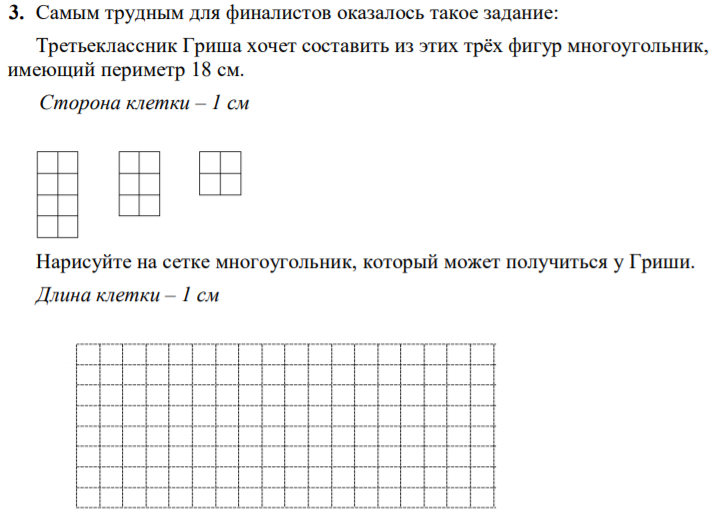 3. Самым трудным для финалистов оказалось такое задание:
Третьеклассник Гриша хочет составить из этих трёх фигур многоугольник,
имеющий периметр 18 см.
Сторона клетки – 1 см
Нарисуйте на сетке многоугольник, который может получиться у Гриши.
Длина клетки – 1 см